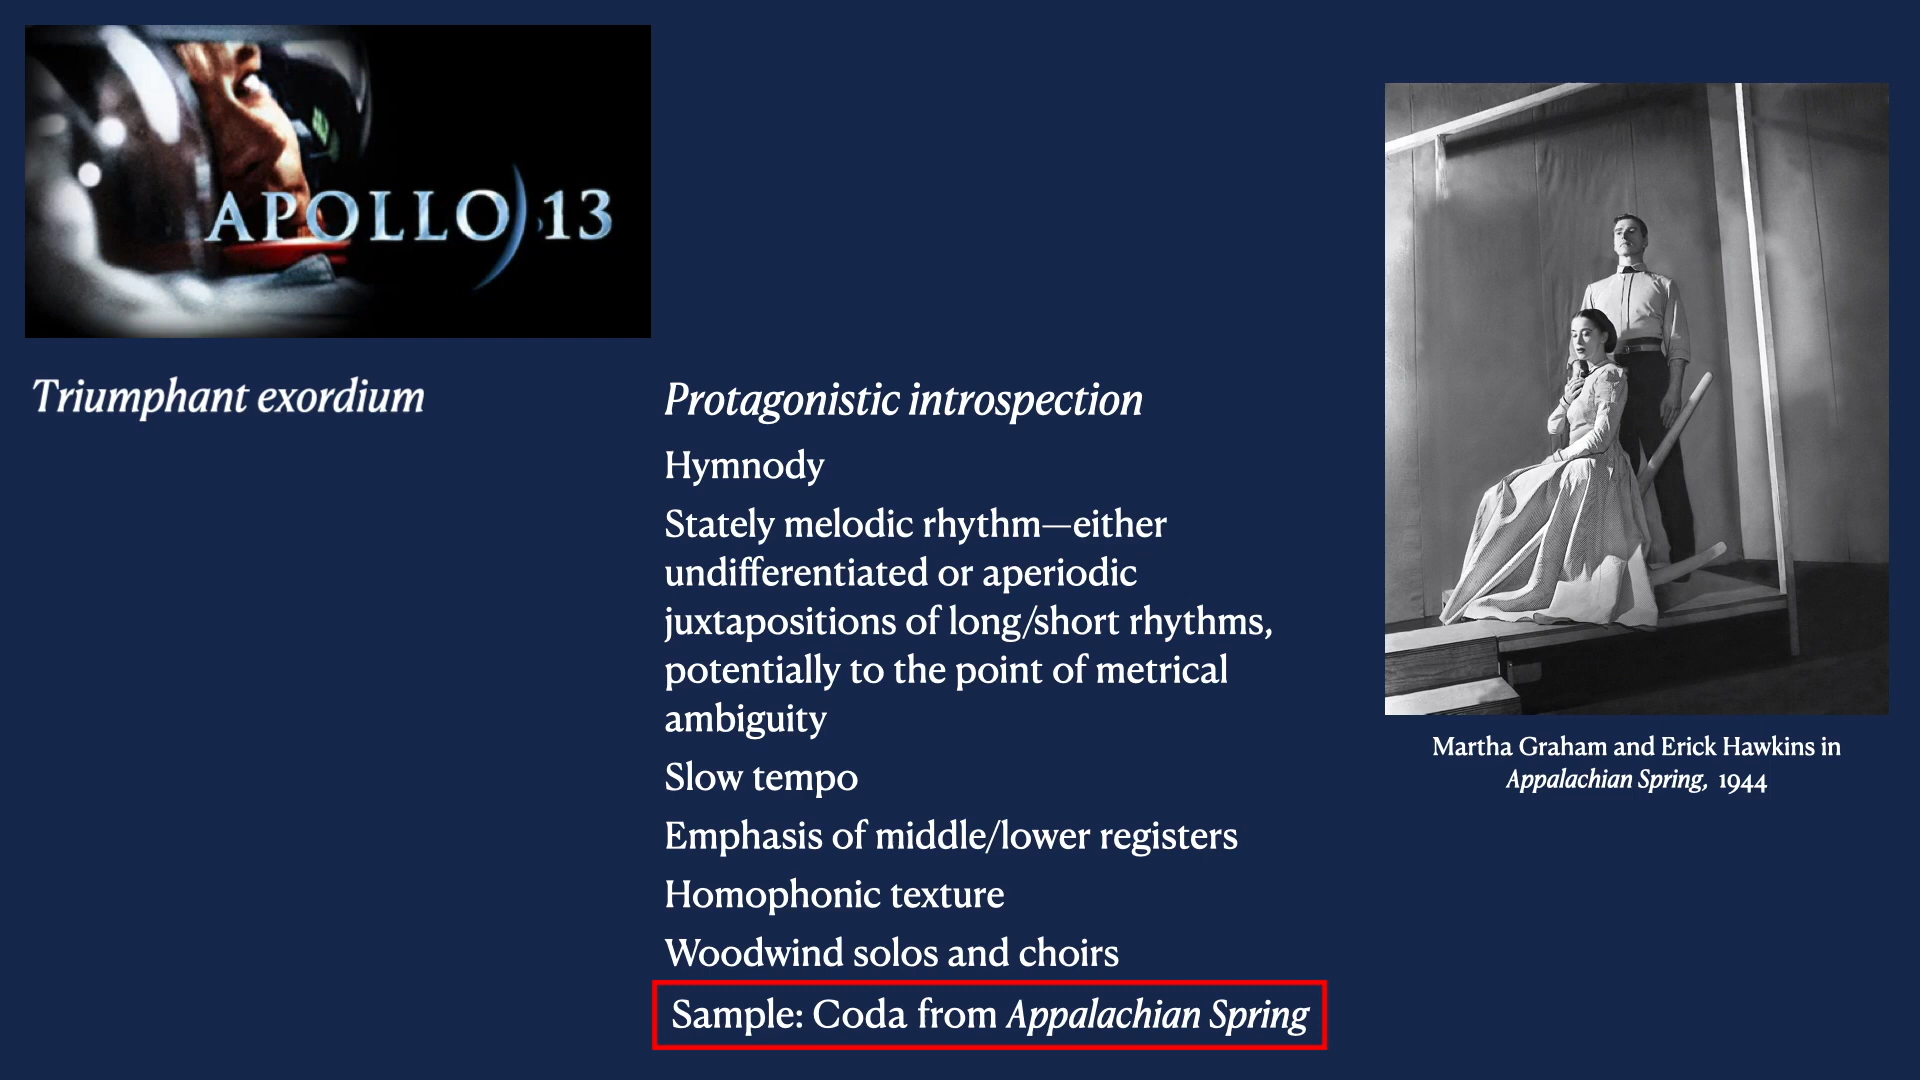 APOLLO 13
Triumphant exordium
Protagonistic introspection
Hymnody
Stately melodic rhythm—either
undifferentiated or aperiodic
juxtapositions of long/short rhythms,
potentially to the point of metrical
ambiguity
Slow tempo
Emphasis of middle/lower registers
Homophonic texture
Woodwind solos and choirs
Sample: Coda from Appalachian Spring
Martha Graham and Erick Hawkins in
Appalachian Spring, 1944